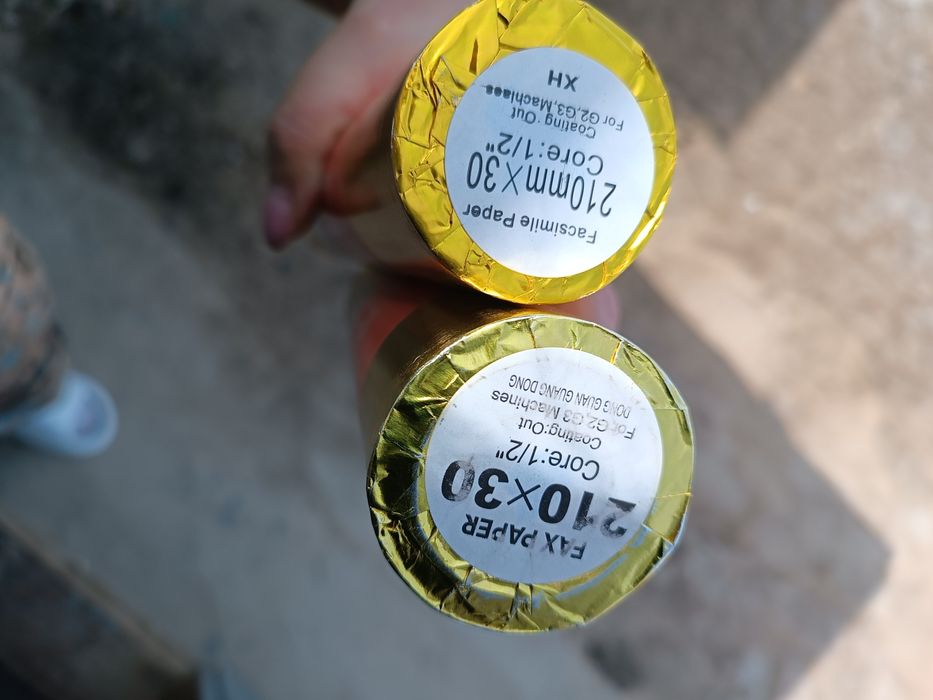 Facsimile Paper
210mm×30
Core:1/2"
Coating:Out
For G2,G3,Machiaes
XH
FAX PAPER
210×30
Core:1/2"
Coating:Out
For:G2,G3 Machines
DONG GUAN GUANG DONG